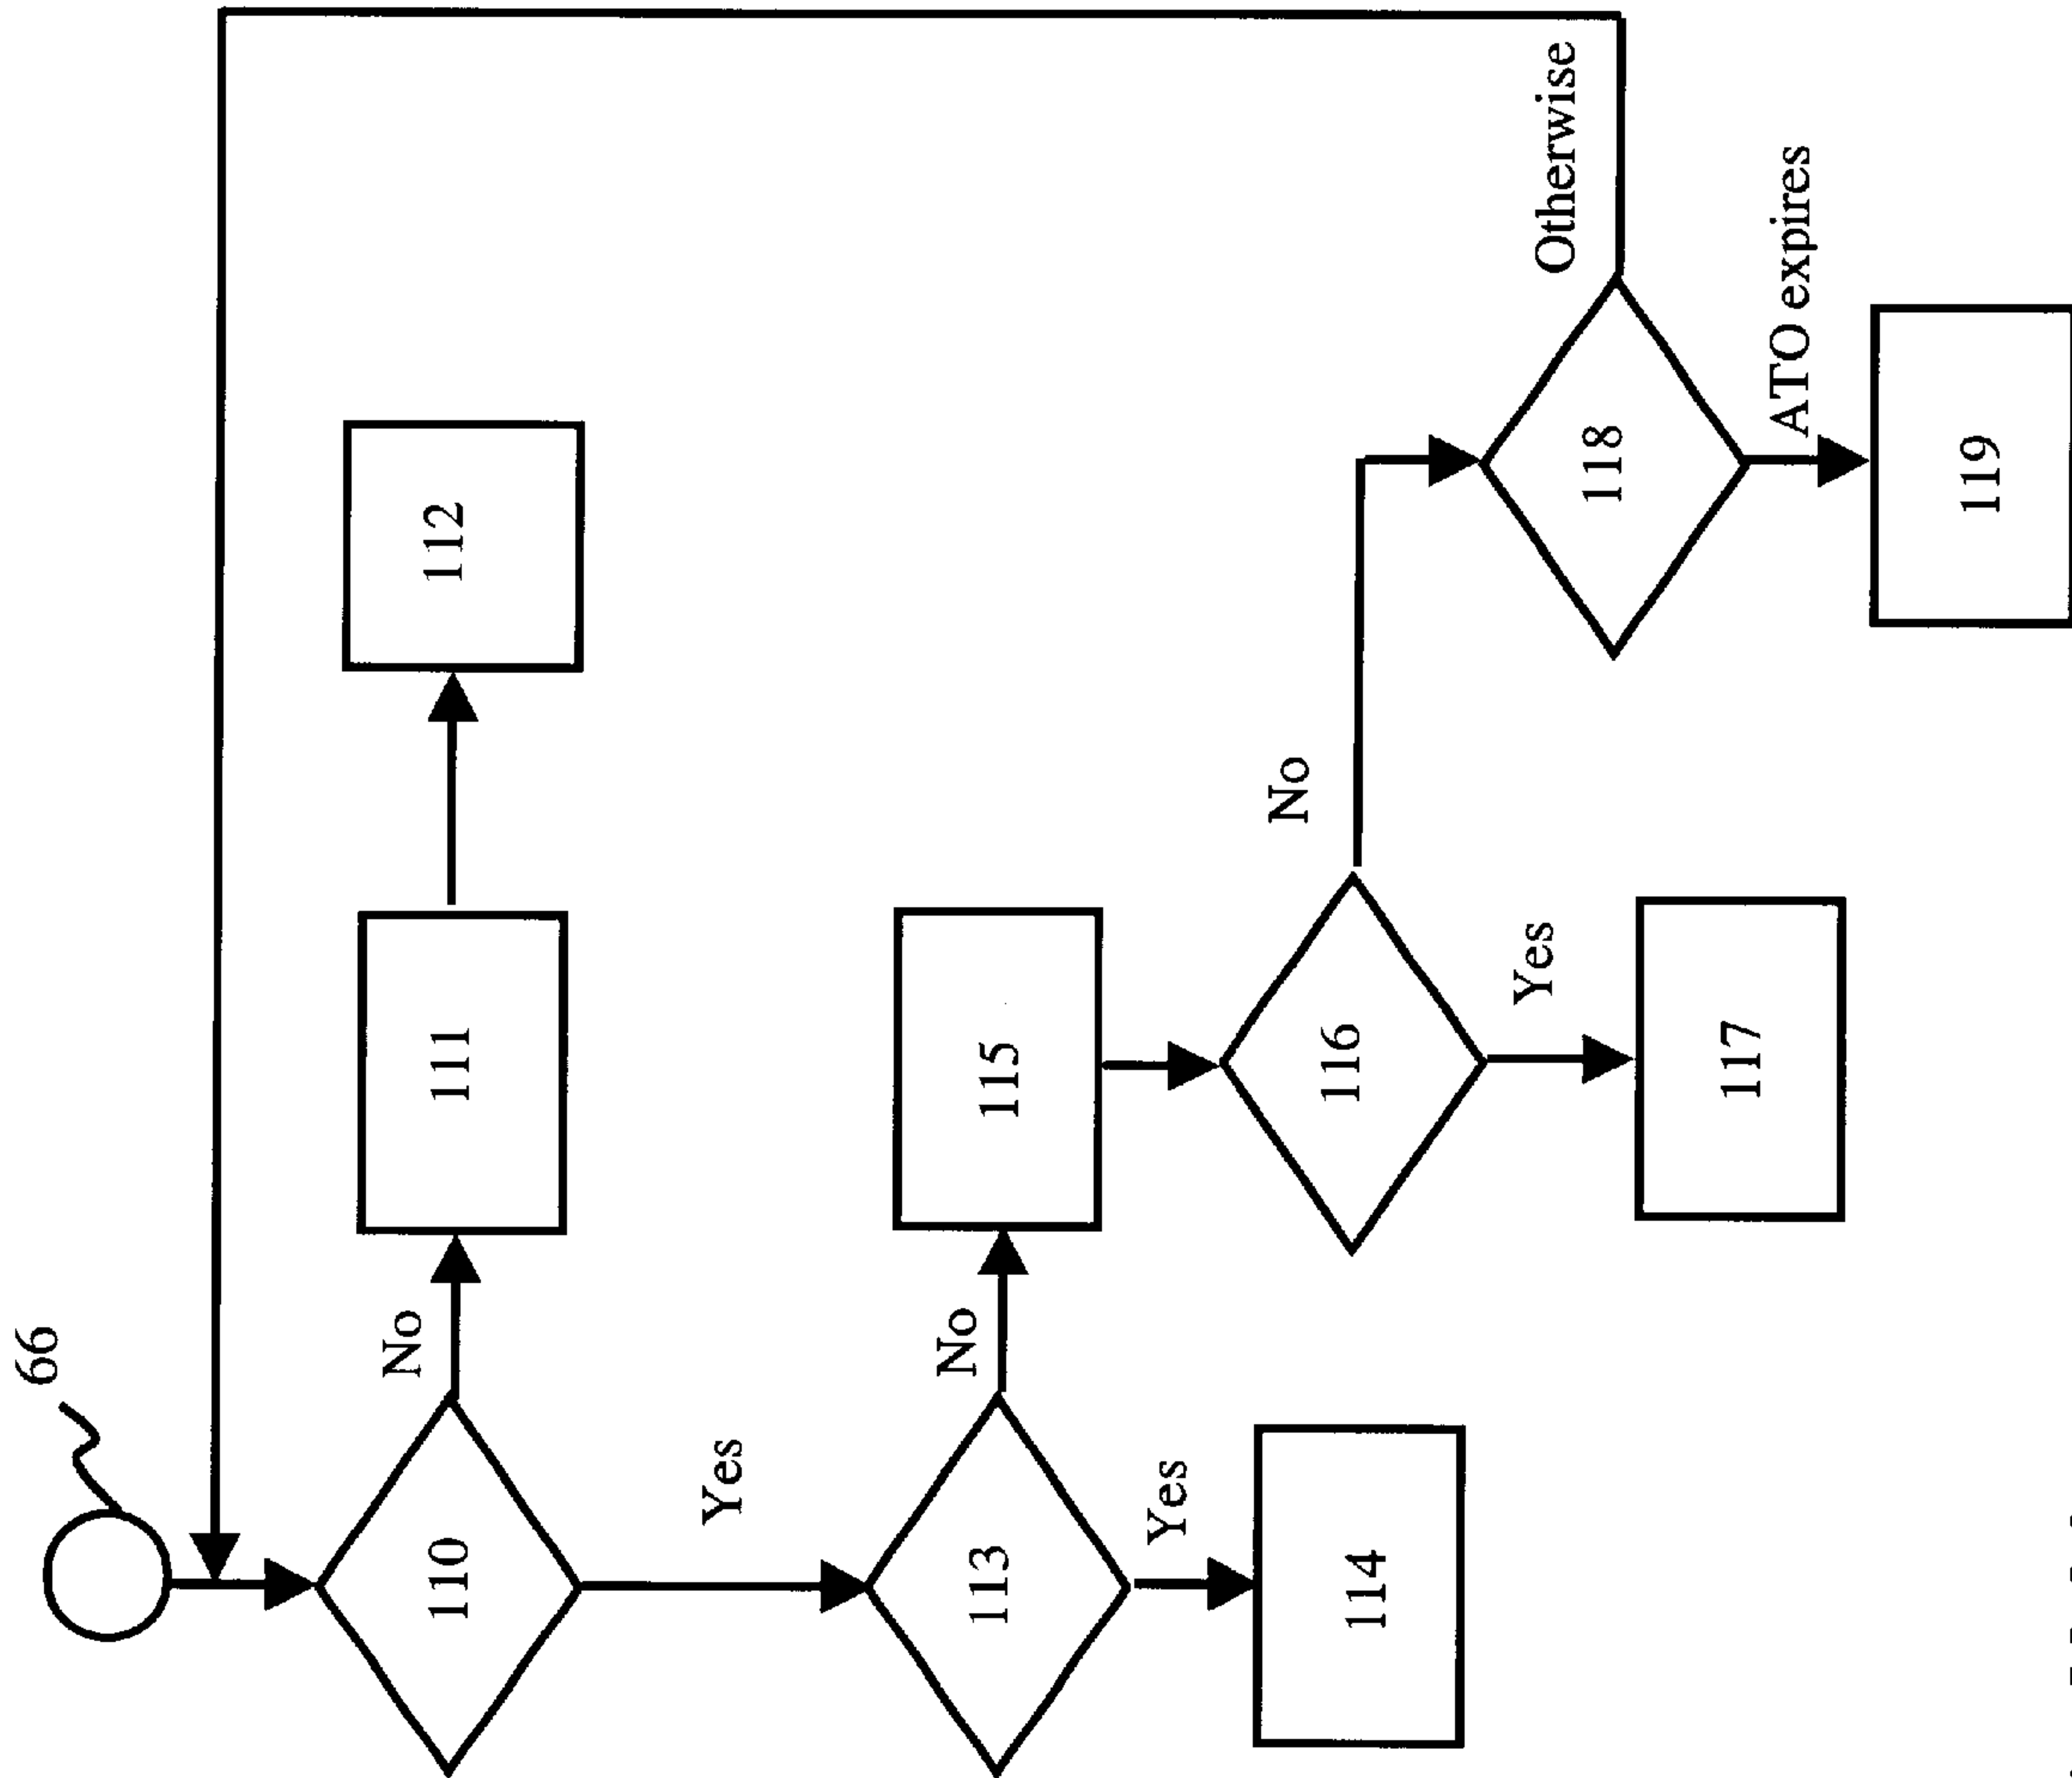 66
No
110
111
112
Yes
No
113
115
Yes
No
114
116
Yes
Otherwise
118
117
ATO expires
119